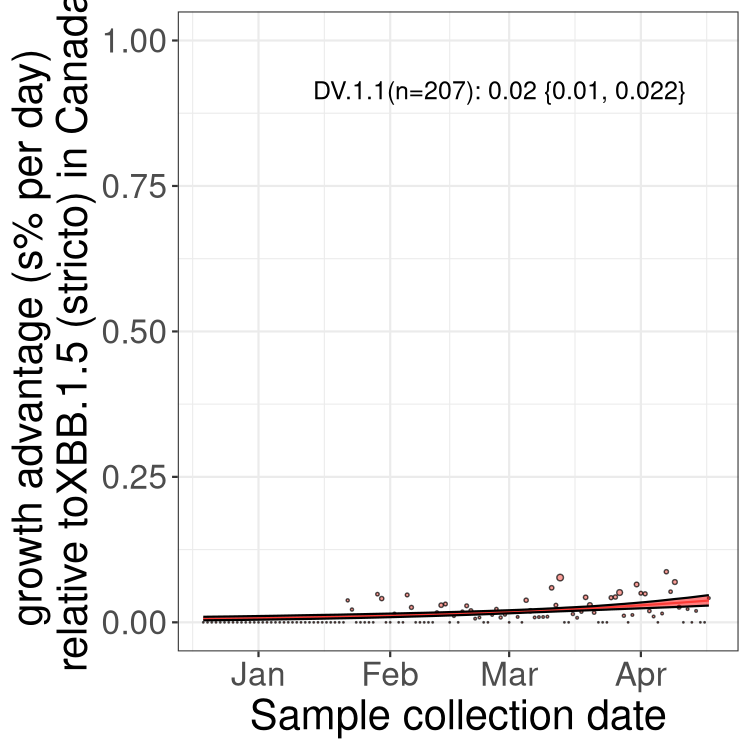 growth advantage (s% per day)
relative toXBB.1.5 (stricto) in Canada
1.00
0.75
0.50
0.25
0.00
DV.1.1(n=207): 0.02 {0.01, 0.022}
Jan Feb Mar Apr
Sample collection date